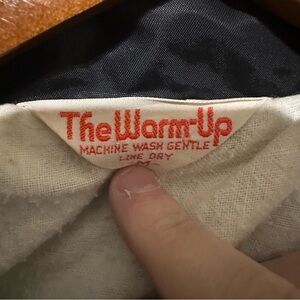 The Warm-Up
MACHINE WASH GENTLE
LINE DRY
-M-